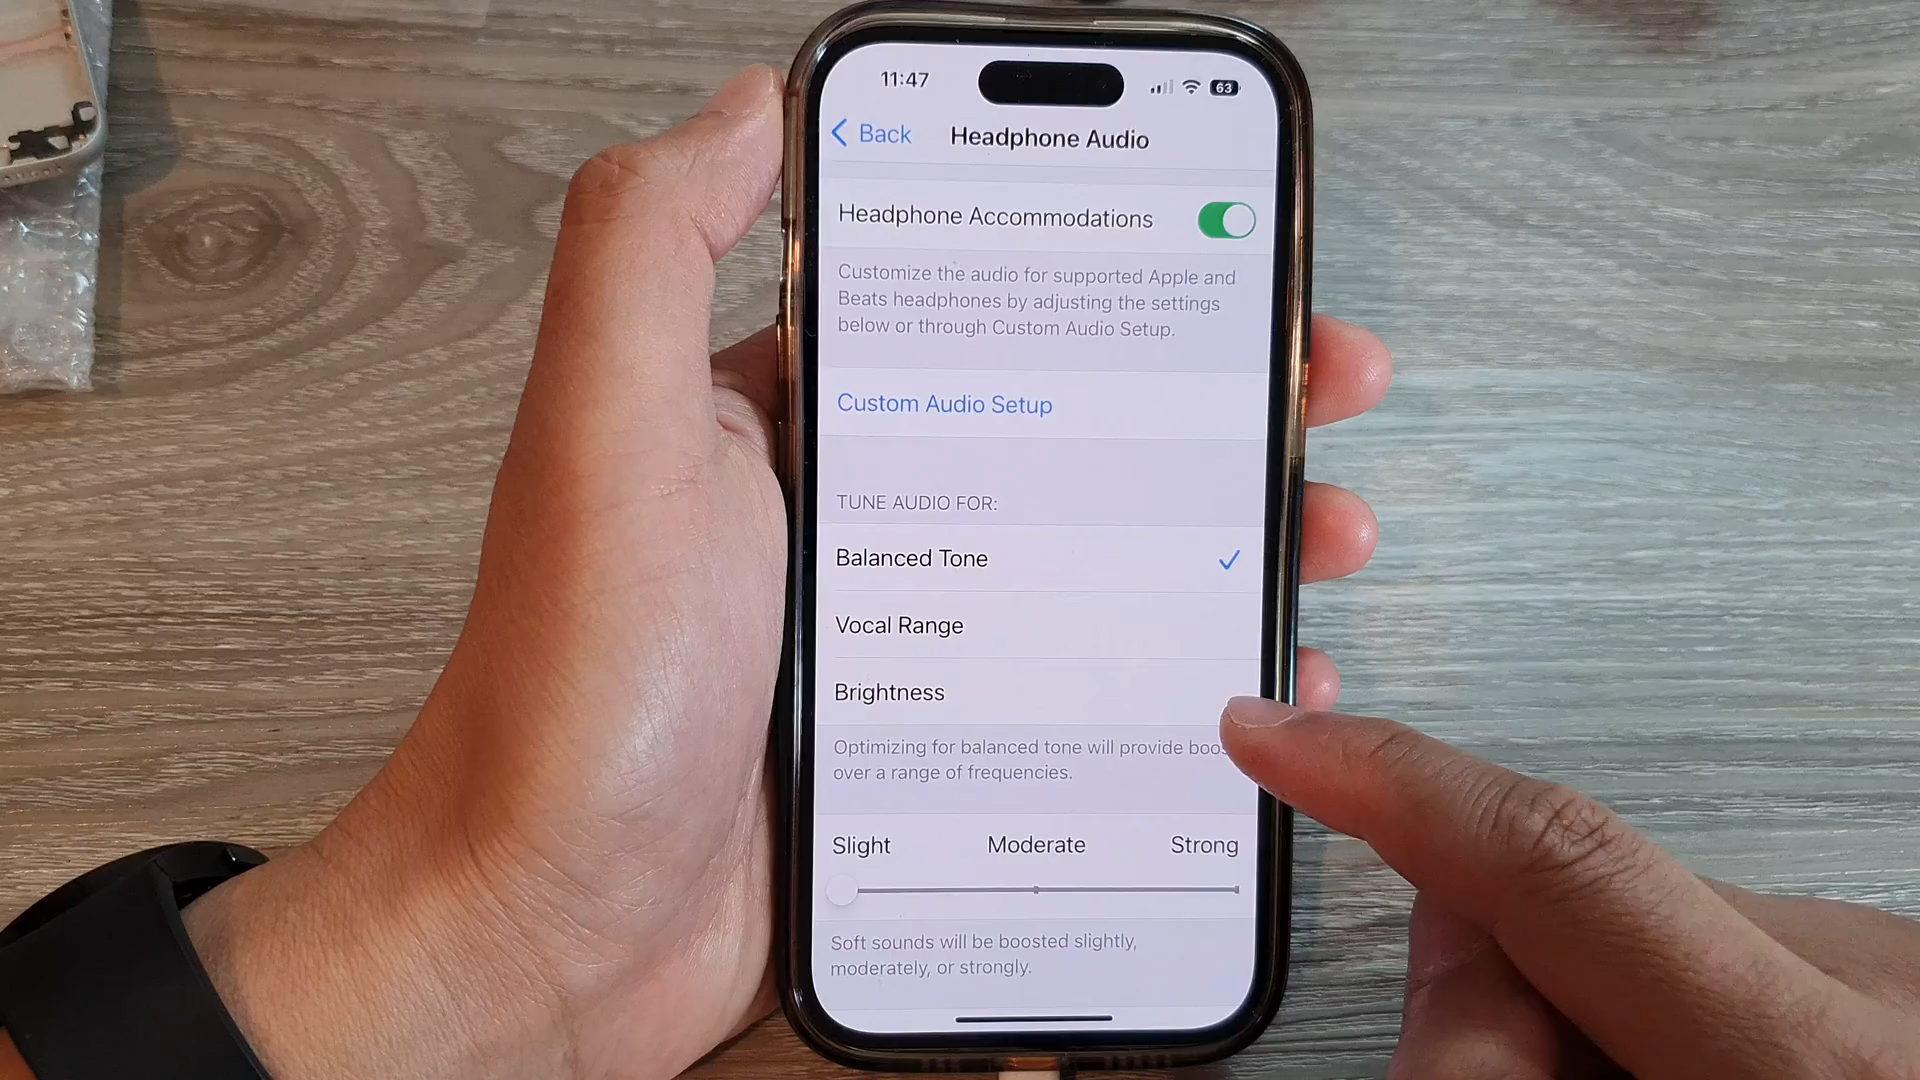 11:47
63
Back
Headphone Audio
Headphone Accommodations
Customize the audio for supported Apple and
Beats headphones by adjusting the settings
below or through Custom Audio Setup.
Custom Audio Setup
TUNE AUDIO FOR:
Balanced Tone
Vocal Range
Brightness
Optimizing for balanced tone will provide
over a range of frequencies.
Slight Moderate Strong
Soft sounds will be boosted slightly,
moderately, or strongly.